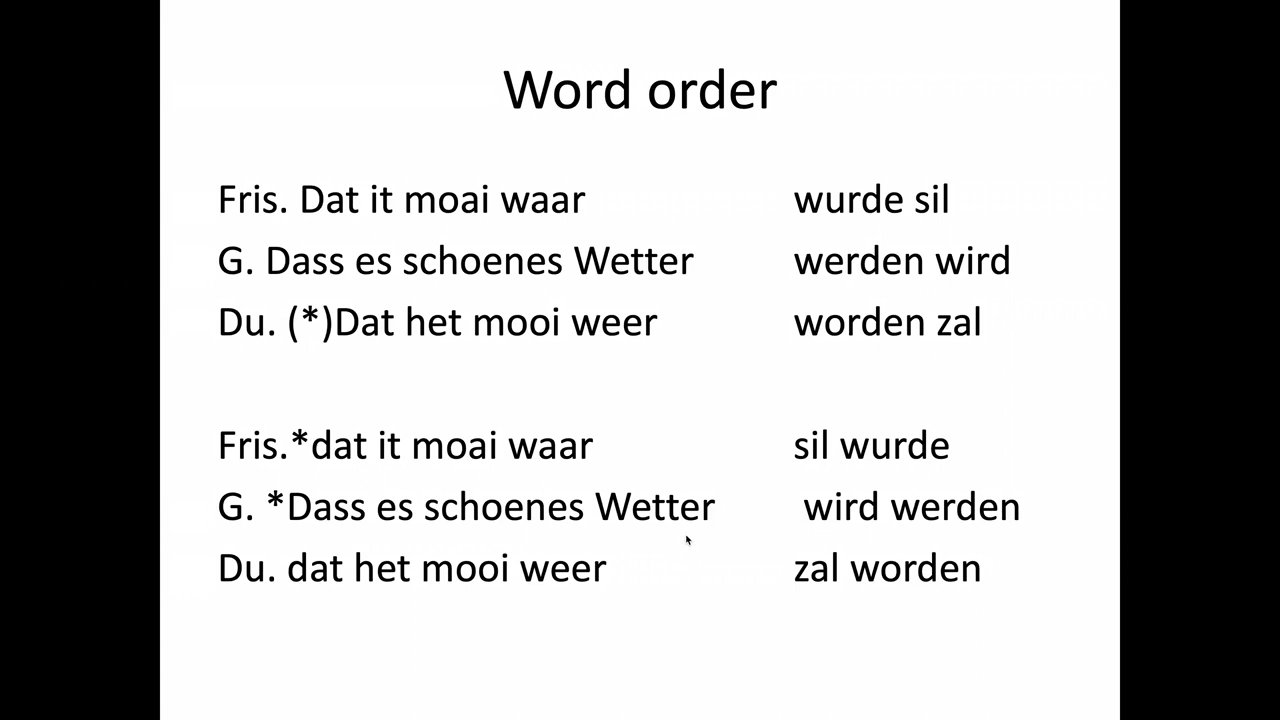 Word order
Fris. Dat it moai waar wurde sil
G. Dass es schoenes Wetter werden wird
Du. (*)Dat het mooi weer worden zal
Fris.*dat it moai waar sil wurde
G. *Dass es schoenes Wetter wird werden
Du. dat het mooi weer zal worden